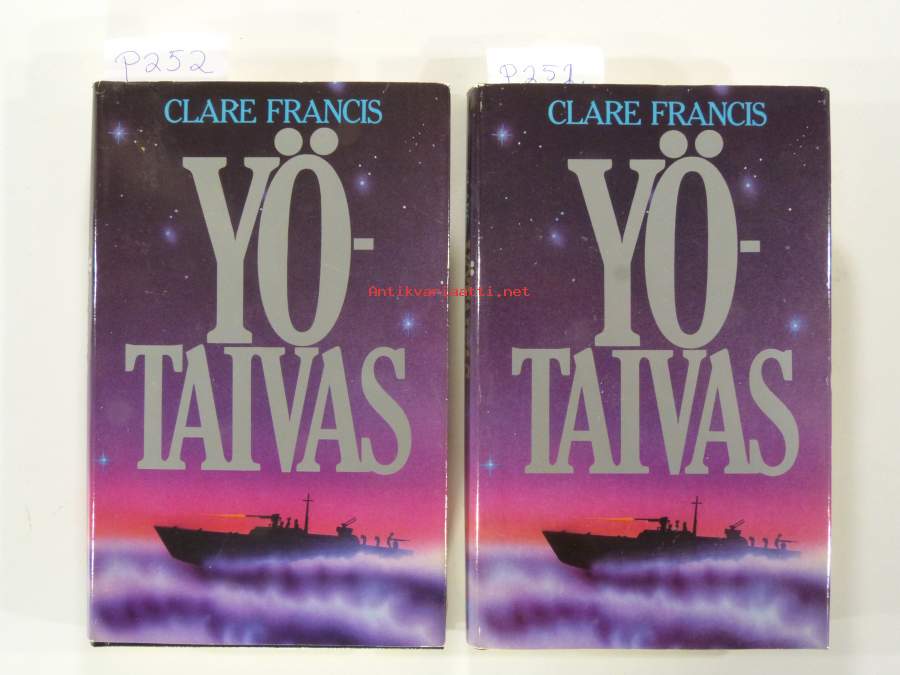 P252
CLARE FRANCIS
YÖ-
TAIVAS
P251
CLARE FRANCIS
YÖ-
TAIVAS
Antikvariaatti.net